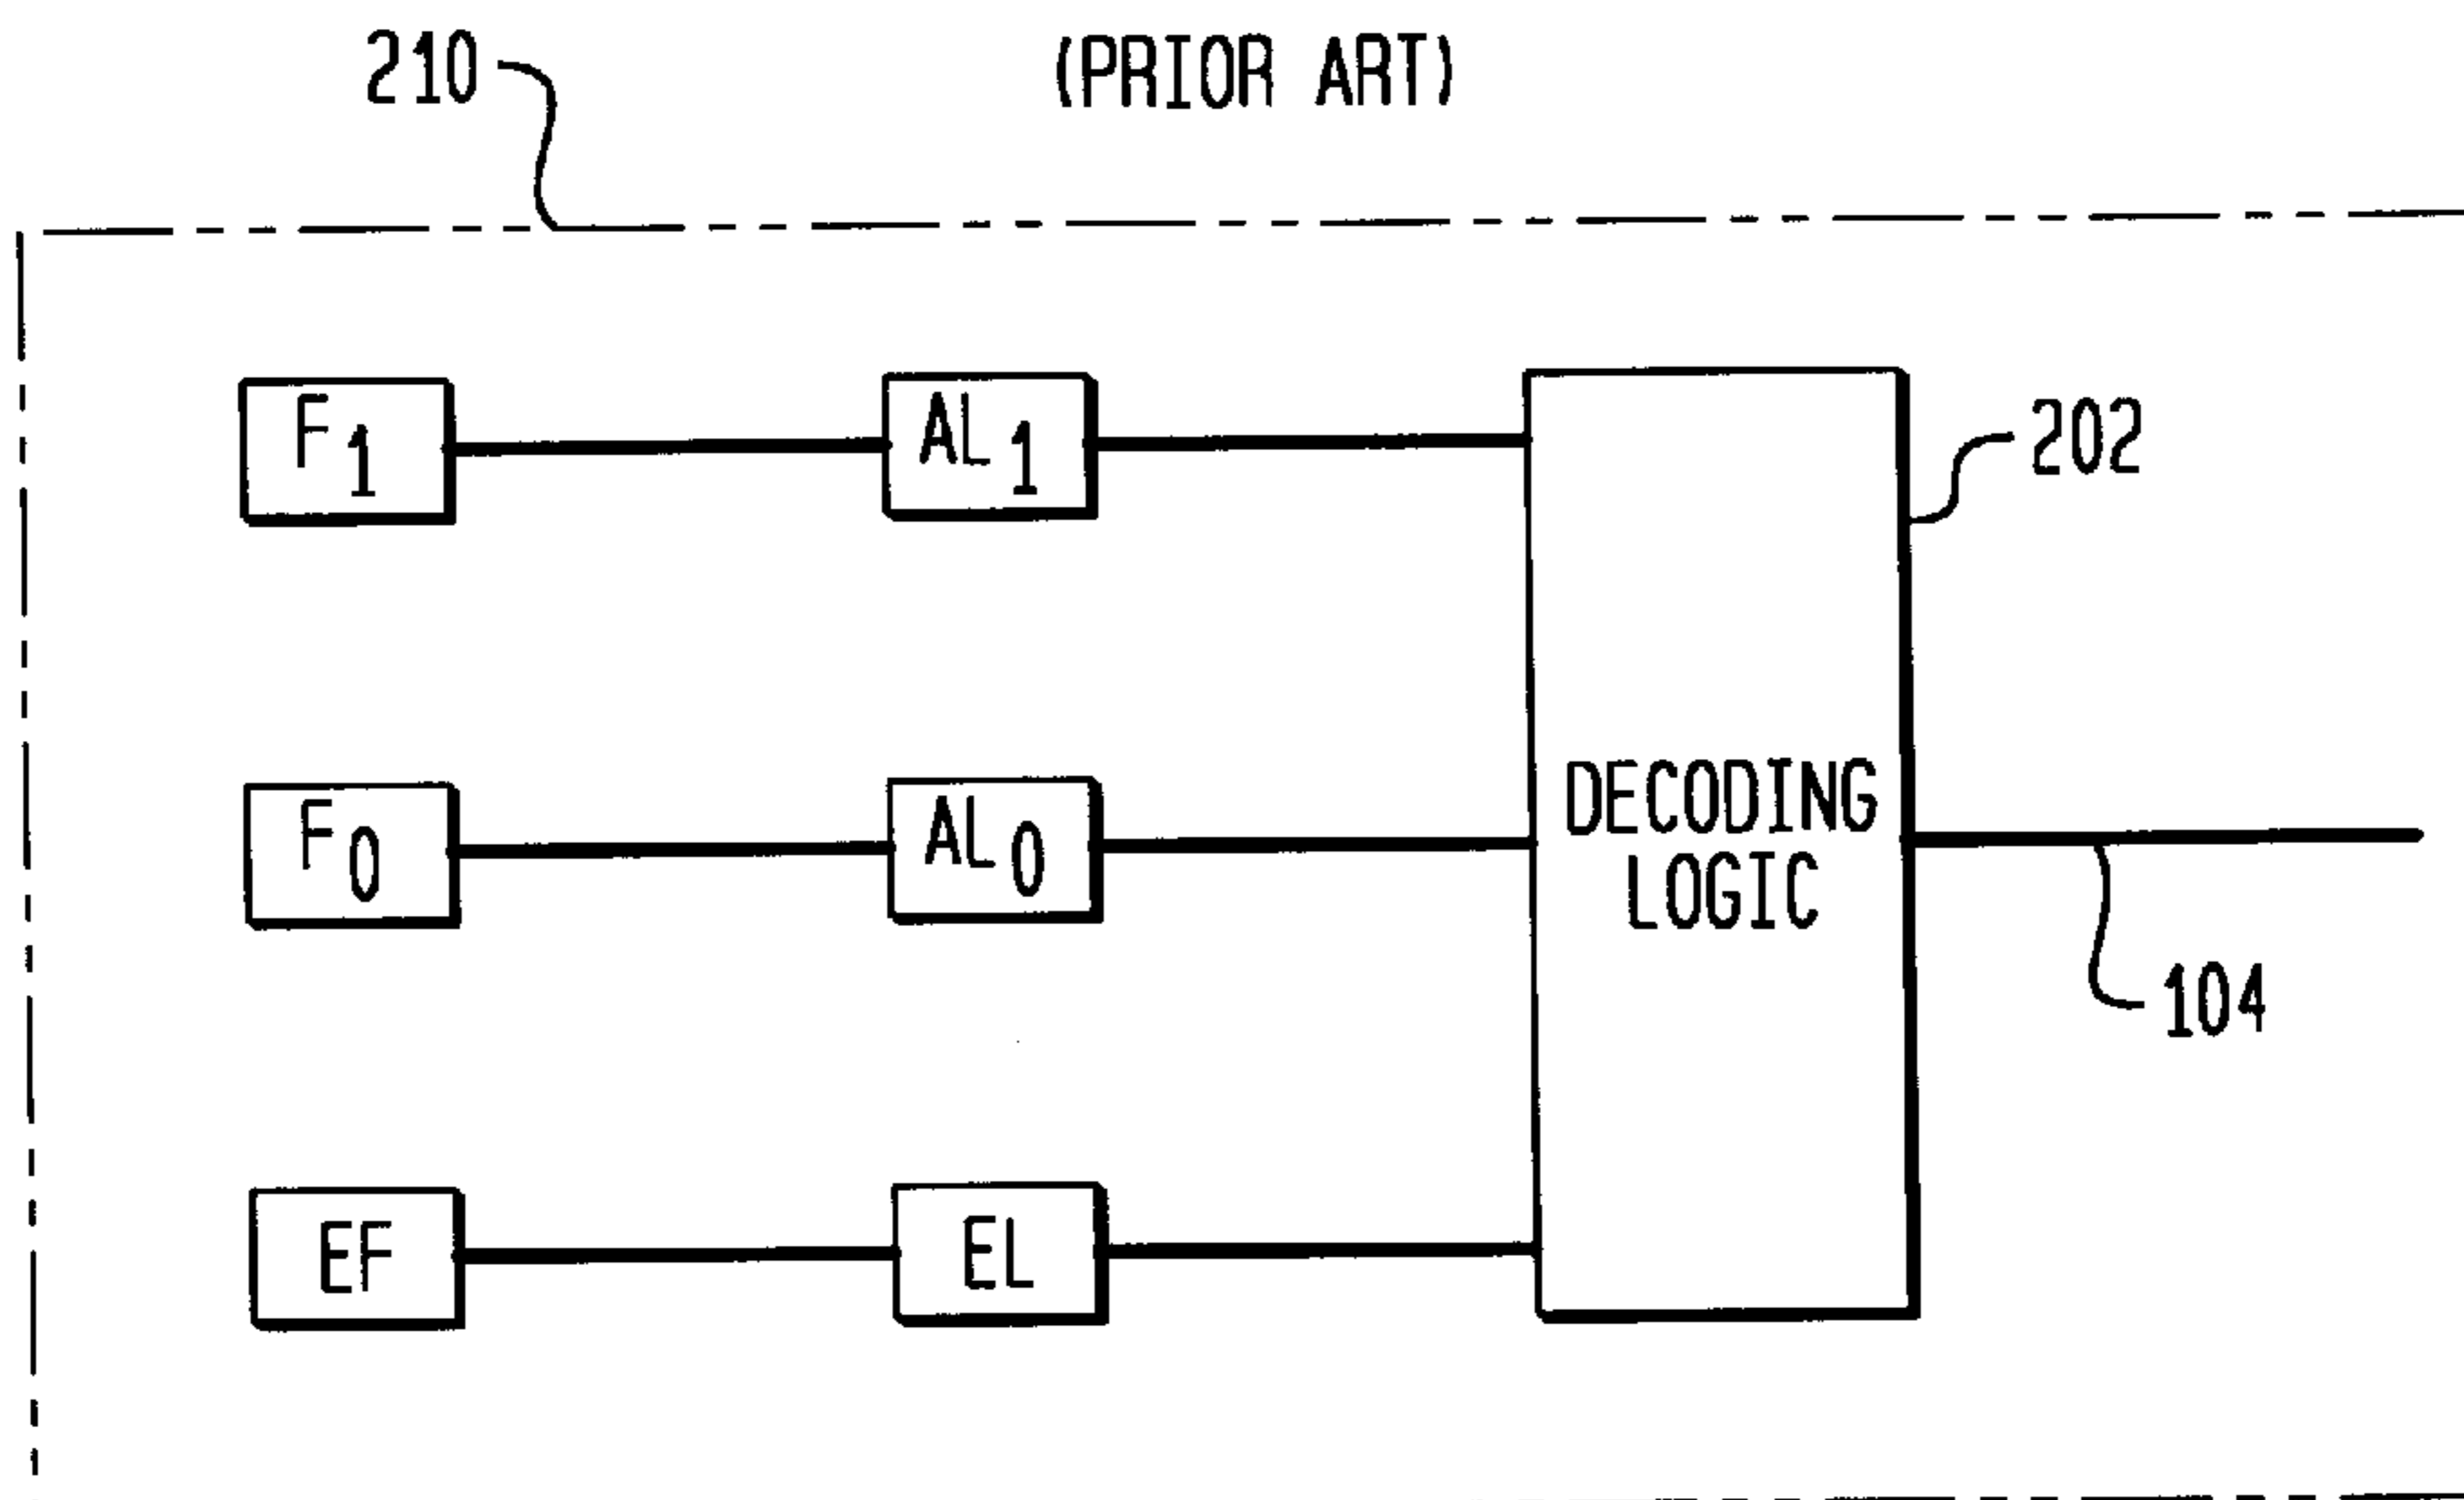 210
(PRIOR ART)
F1
AL1
202
F0
AL0
DECODING
LOGIC
104
EF
EL